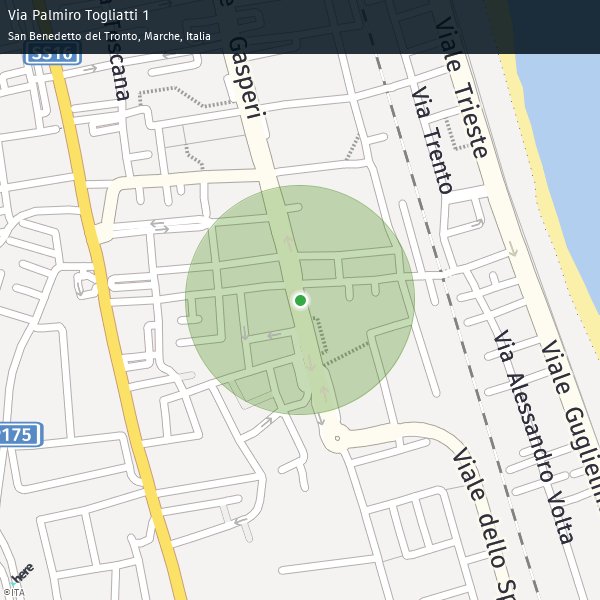 Via Palmiro Togliatti 1
San Benedetto del Tronto, Marche, Italia
SS16
scana
Gasperi
Viale Trieste
Via Trento
Via Alessandro Volta
Viale Guglielm
175
Viale dello Sp
here
©ITA